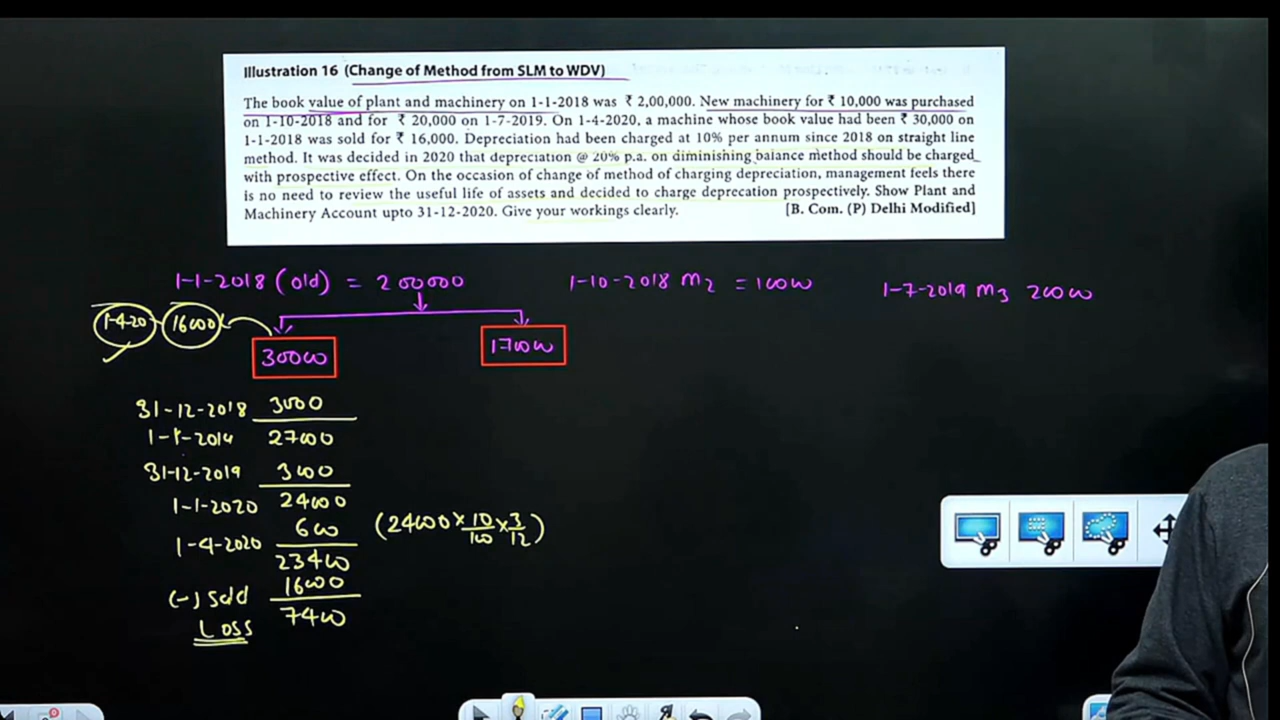 Illustration 16 (Change of Method from SLM to WDV)
The book value of plant and machinery on 1-1-2018 was ₹ 2,00,000. New machinery for ₹ 10,000 was purchased
on 1-10-2018 and for ₹ 20,000 on 1-7-2019. On 1-4-2020, a machine whose book value had been ₹ 30,000 on
1-1-2018 was sold for ₹ 16,000. Depreciation had been charged at 10% per annum since 2018 on straight line
method. It was decided in 2020 that depreciation @ 20% p.a. on diminishing balance method should be charged
with prospective effect. On the occasion of change of method of charging depreciation, management feels there
is no need to review the useful life of assets and decided to charge deprecation prospectively. Show Plant and
Machinery Account upto 31-12-2020. Give your workings clearly. [B. Com. (P) Delhi Modified]
1-1-2018 (old) = 200000
1-10-2018 M2 = 10000
1-7-2019 M3 20000
1-4-20 16000
30000
170000
31-12-2018 3000
27000
31-12-2019 3000
1-1-2020 24000
1-4-2020 600 (24000 × 10/100 × 3/12)
23400
(-) Sold 16000
Loss 7400